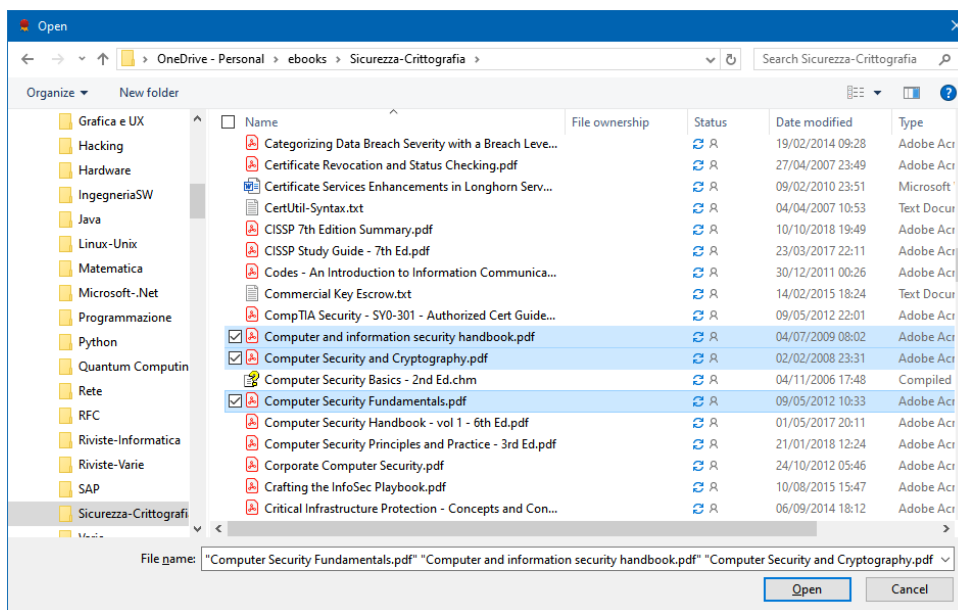 Open
OneDrive - Personal > ebooks > Sicurezza-Crittografia >
Search Sicurezza-Crittografia
Organize
New folder
Grafica e UX
Hacking
Hardware
IngegneriaSW
Java
Linux-Unix
Matematica
Microsoft-.Net
Programmazione
Python
Quantum Computin
Rete
RFC
Riviste-Informatica
Riviste-Varie
SAP
Sicurezza-Crittografi
Name File ownership Status Date modified Type
Categorizing Data Breach Severity with a Breach Leve... 19/02/2014 09:28 Adobe Acr
Certificate Revocation and Status Checking.pdf 27/04/2007 23:49 Adobe Acr
Certificate Services Enhancements in Longhorn Serv... 09/02/2010 23:51 Microsoft
CertUtil-Syntax.txt 04/04/2007 10:53 Text Docur
CISSP 7th Edition Summary.pdf 10/10/2018 19:49 Adobe Acr
CISSP Study Guide - 7th Ed.pdf 23/03/2017 22:11 Adobe Acr
Codes - An Introduction to Information Communica... 30/12/2011 00:26 Adobe Acr
Commercial Key Escrow.txt 14/02/2015 18:24 Text Docur
CompTIA Security - SY0-301 - Authorized Cert Guide... 09/05/2012 22:01 Adobe Acr
Computer and information security handbook.pdf 04/07/2009 08:02 Adobe Acr
Computer Security and Cryptography.pdf 02/02/2008 23:31 Adobe Acr
Computer Security Basics - 2nd Ed.chm 04/11/2006 17:48 Compiled
Computer Security Fundamentals.pdf 09/05/2012 10:33 Adobe Acr
Computer Security Handbook - vol 1 - 6th Ed.pdf 01/05/2017 20:11 Adobe Acr
Computer Security Principles and Practice - 3rd Ed.pdf 21/01/2018 12:24 Adobe Acr
Corporate Computer Security.pdf 24/10/2012 05:46 Adobe Acr
Crafting the InfoSec Playbook.pdf 10/08/2015 15:47 Adobe Acr
Critical Infrastructure Protection - Concepts and Con... 06/09/2014 18:12 Adobe Acr
File name: "Computer Security Fundamentals.pdf" "Computer and information security handbook.pdf" "Computer Security and Cryptography.pdf
Open
Cancel